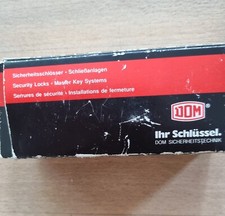 Sicherheitsschlösser · Schließanlagen
Security Locks · Master Key Systems
Serrures de sécurité · Installations de fermeture
DOM
Ihr Schlüssel.
DOM SICHERHEITSTECHNIK